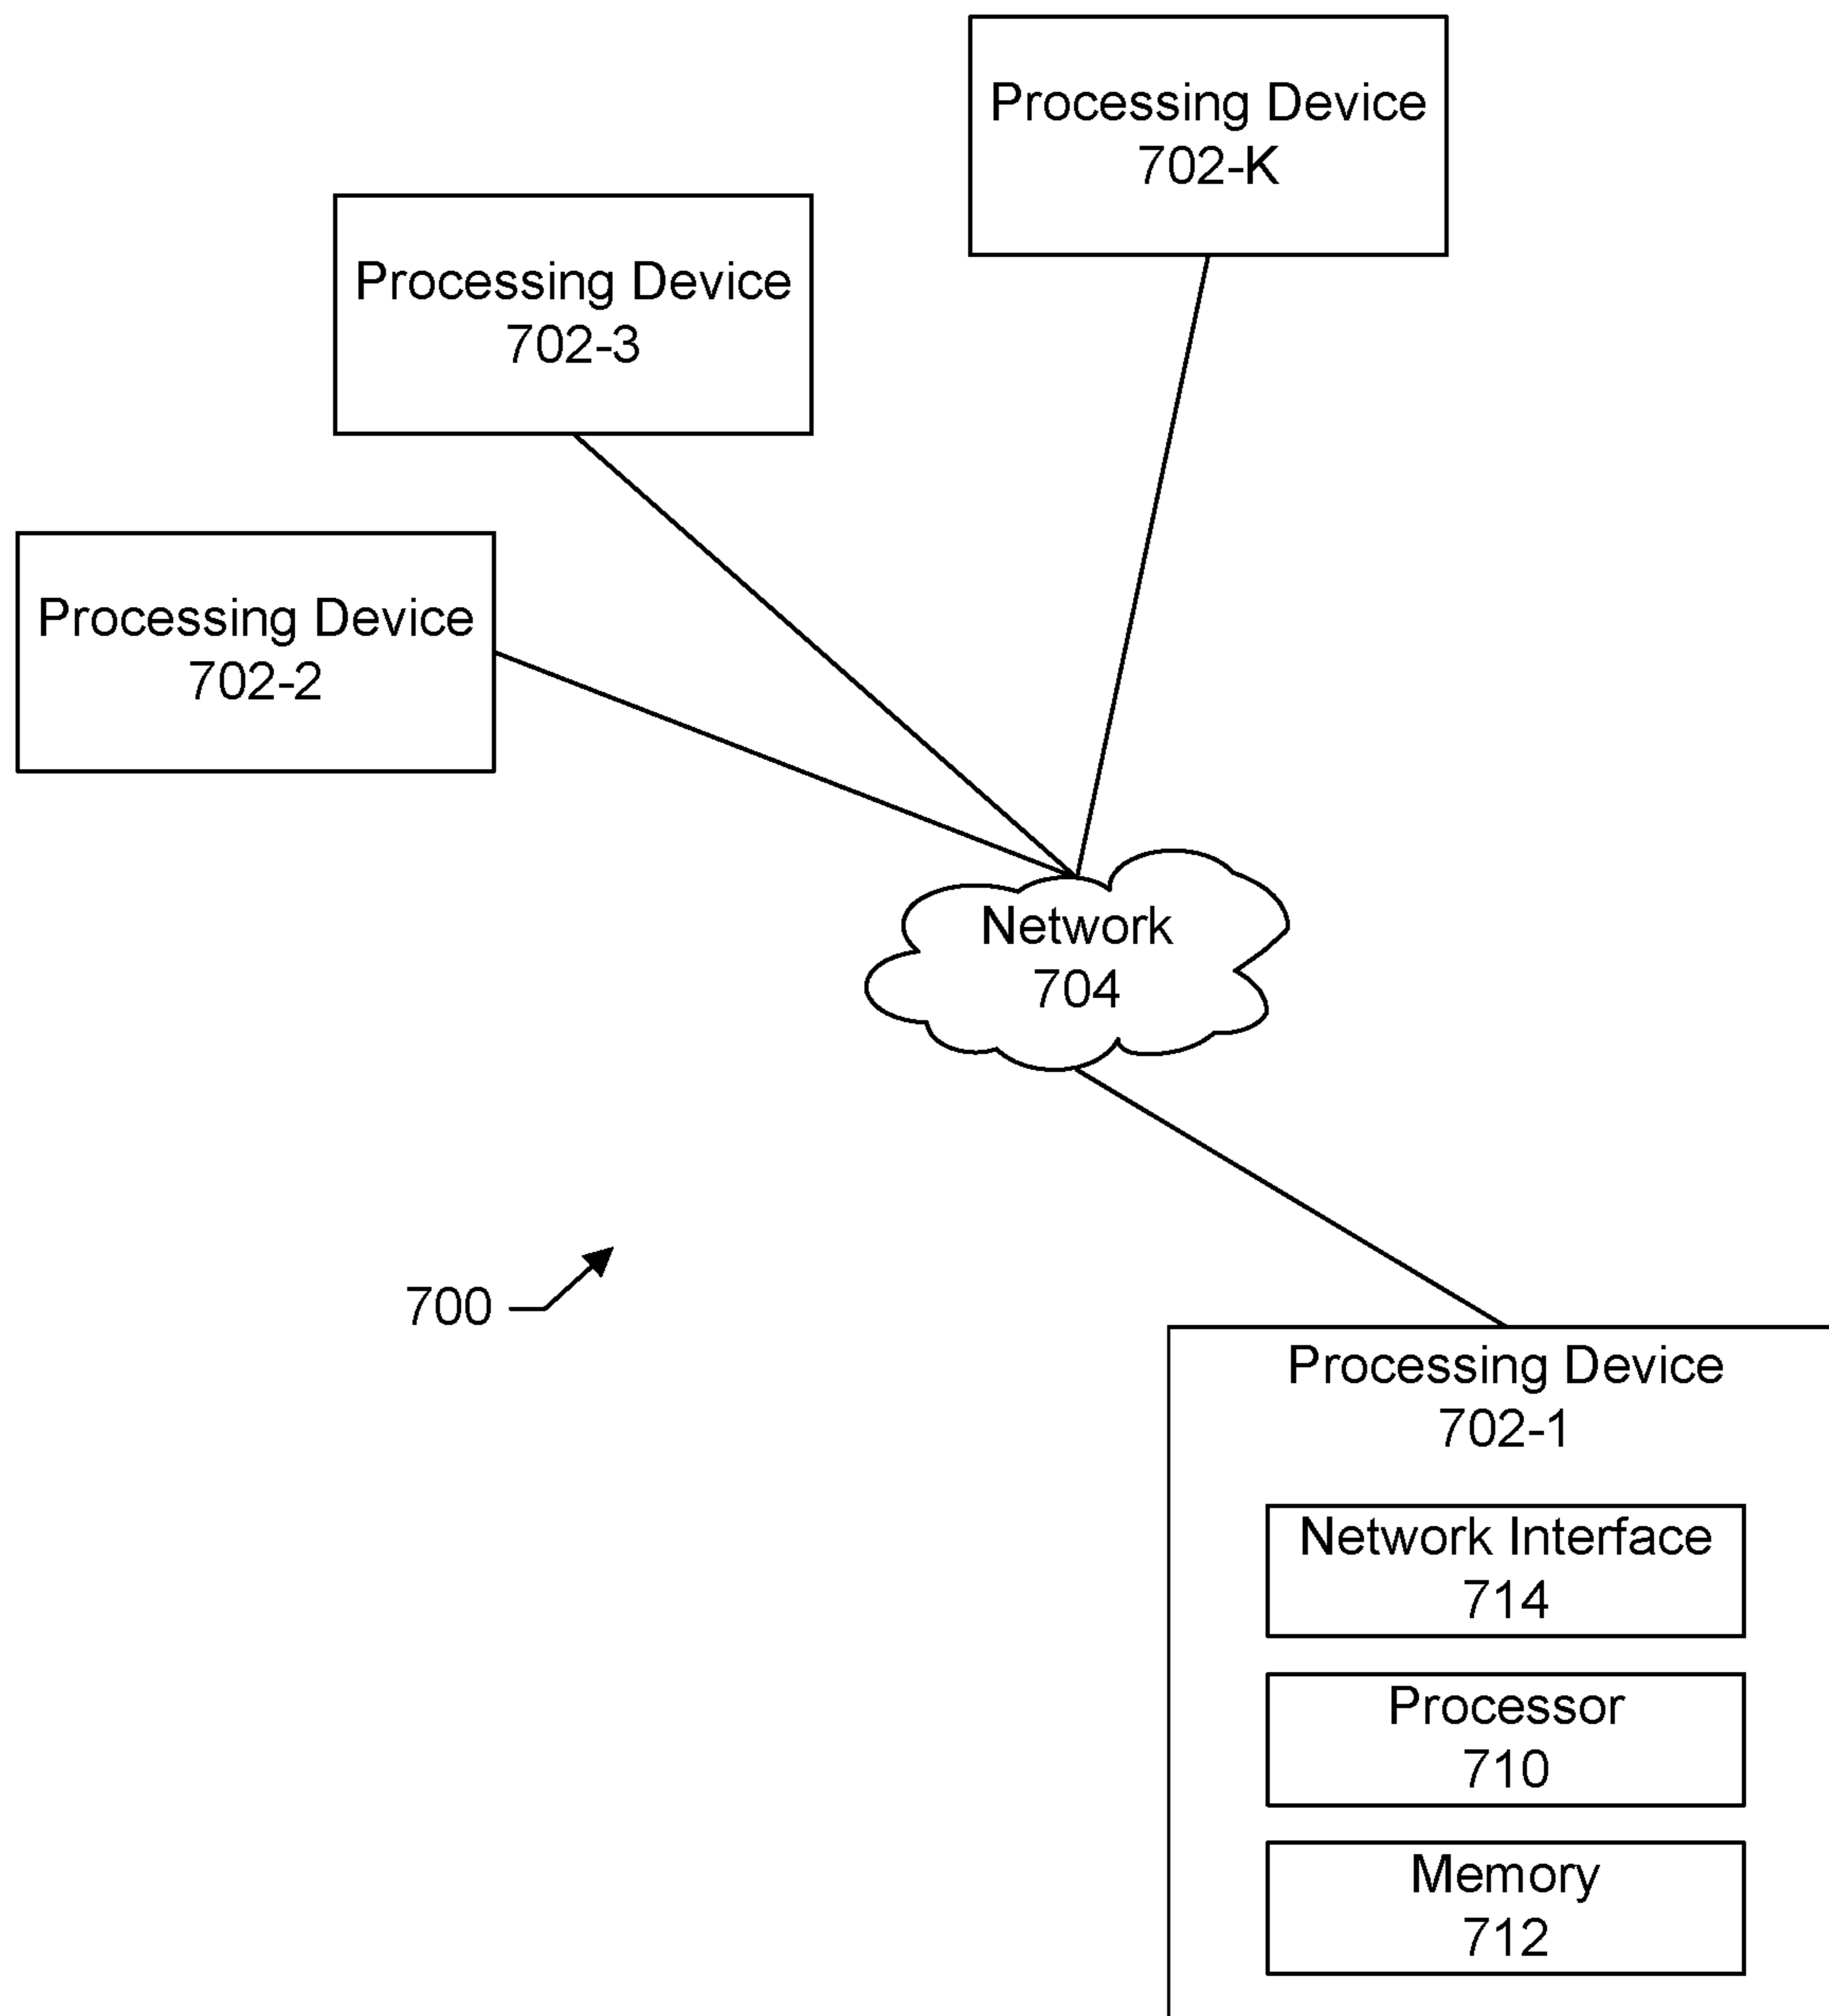 Processing Device
702-K
Processing Device
702-3
Processing Device
702-2
Network
704
700
Processing Device
702-1
Network Interface
714
Processor
710
Memory
712